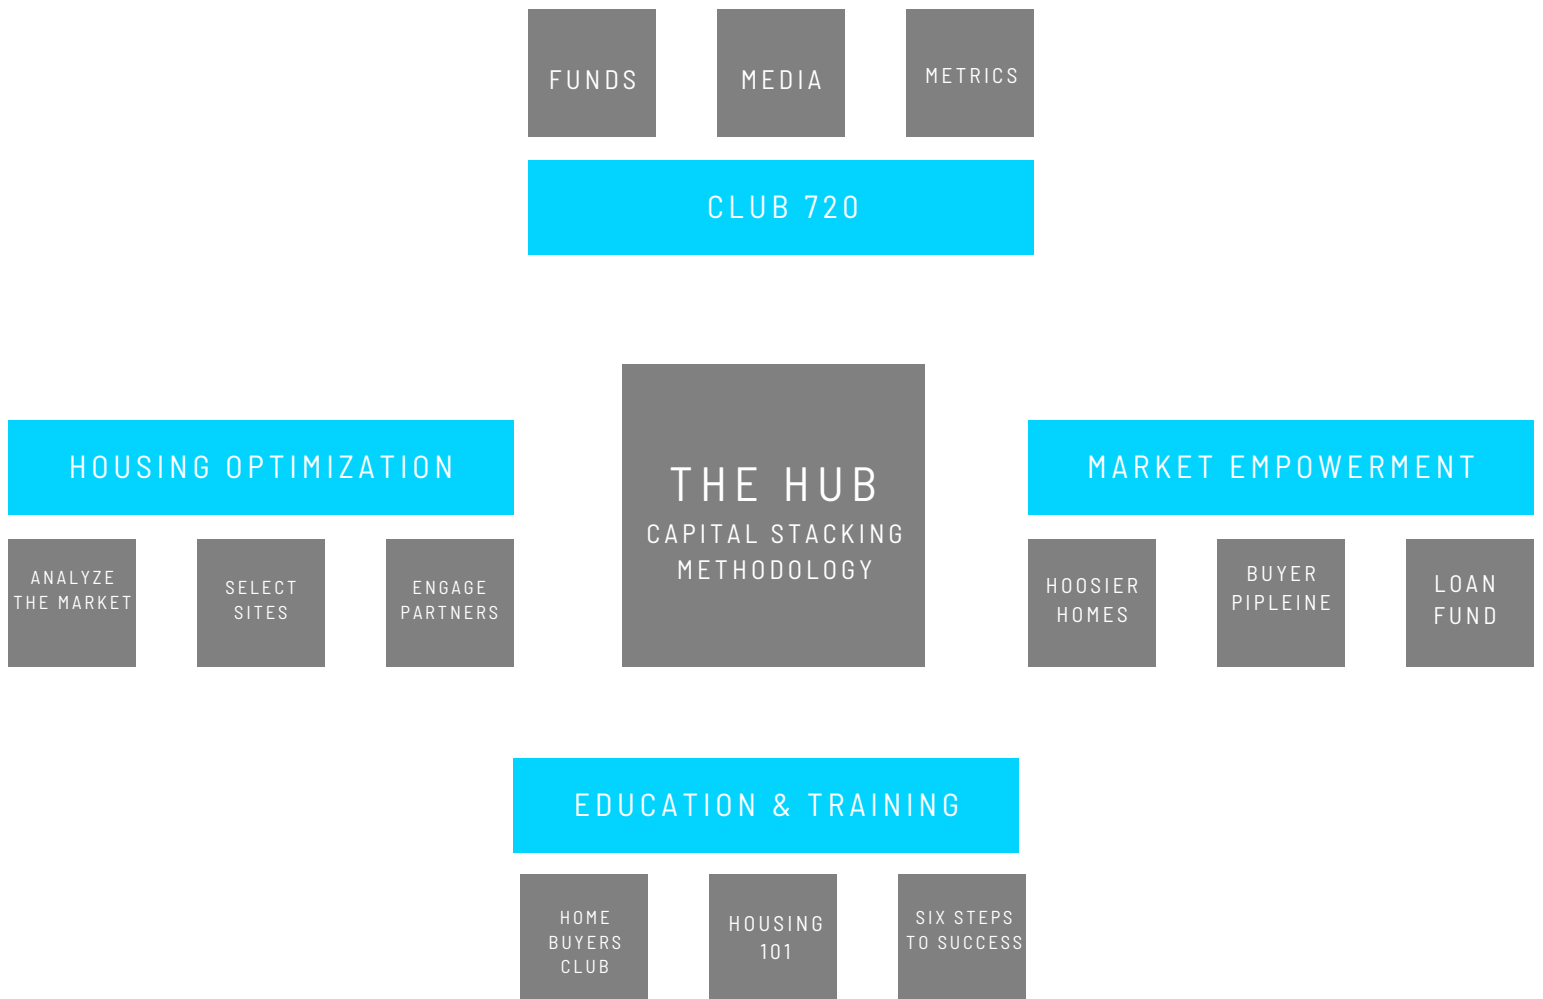 FUNDS
MEDIA
METRICS
CLUB 720
HOUSING OPTIMIZATION
ANALYZE
THE MARKET
SELECT
SITES
ENGAGE
PARTNERS
THE HUB
CAPITAL STACKING
METHODOLOGY
MARKET EMPOWERMENT
HOOSIER
HOMES
BUYER
PIPLEINE
LOAN
FUND
EDUCATION & TRAINING
HOME
BUYERS
CLUB
HOUSING
101
SIX STEPS
TO SUCCESS